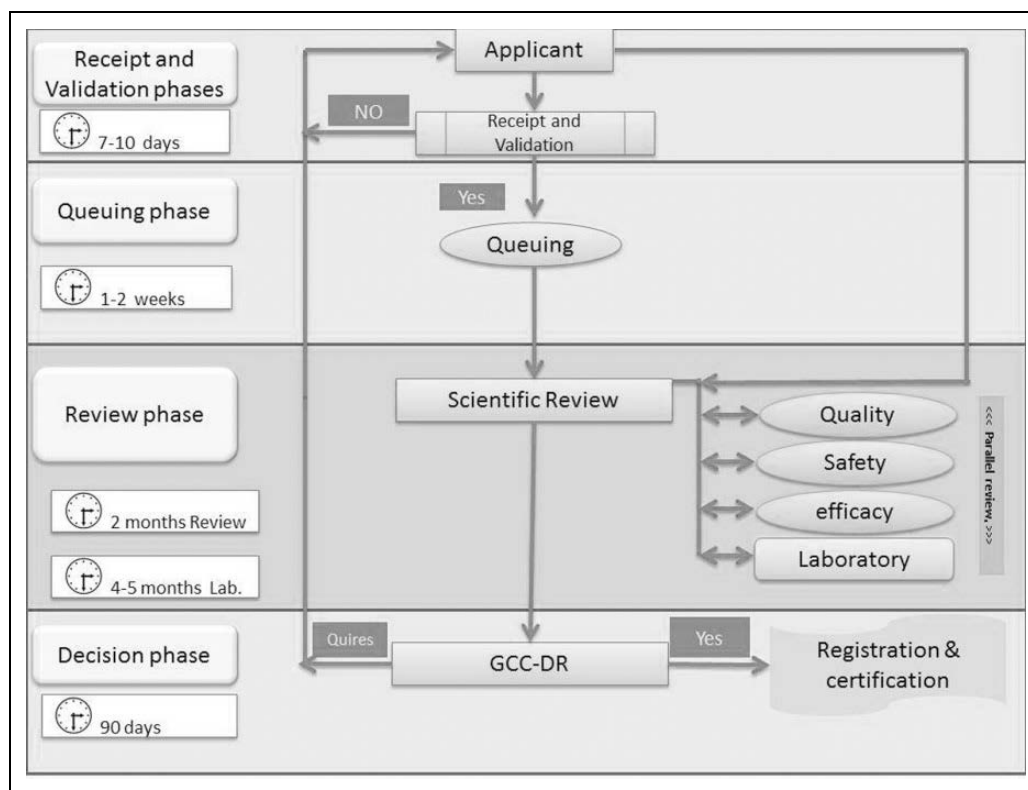 Applicant
Receipt and
Validation phases
7-10 days
NO
Receipt and
Validation
Queuing phase
1-2 weeks
Yes
Queuing
Review phase
2 months Review
4-5 months Lab.
Scientific Review
Quality
Safety
efficacy
Laboratory
<<< Parallel review, >>>
Decision phase
90 days
Quires
GCC-DR
Yes
Registration &
certification